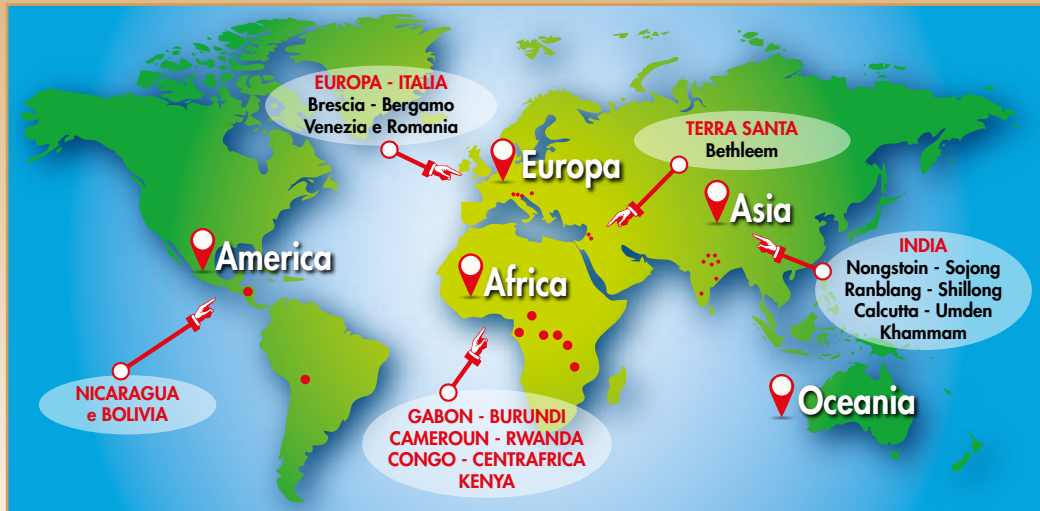 EUROPA - ITALIA
Brescia - Bergamo
Venezia e Romania
TERRA SANTA
Bethleem
Europa
Asia
America
Africa
INDIA
Nongstoin - Sojong
Ranblang - Shillong
Calcutta - Umden
Khammam
NICARAGUA
e BOLIVIA
Oceania
GABON - BURUNDI
CAMEROUN - RWANDA
CONGO - CENTRAFRICA
KENYA